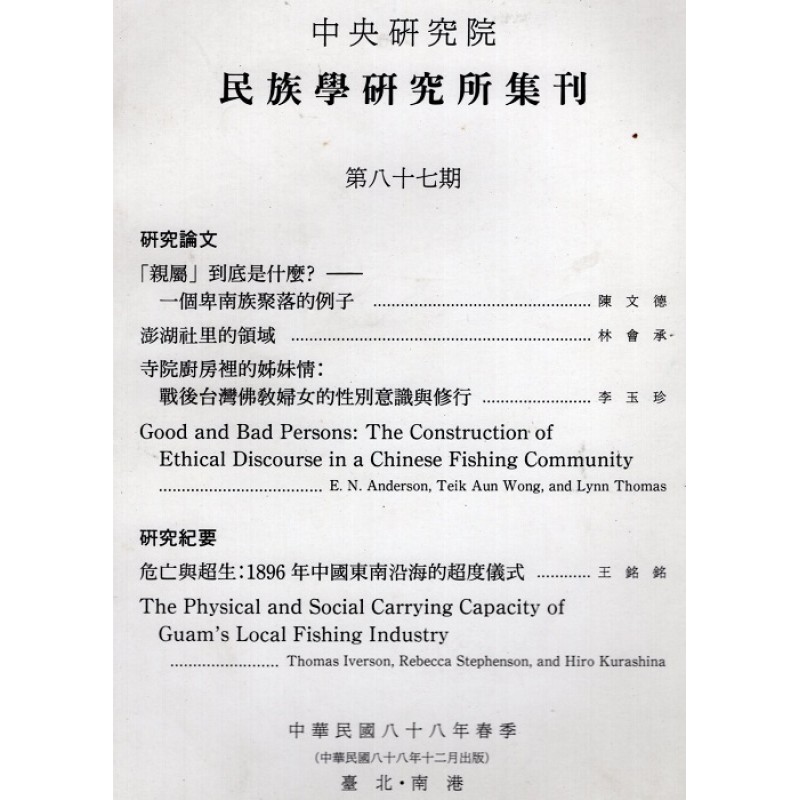 中央研究院
民族學研究所集刊
第八十七期
研究論文
「親屬」到底是什麼?——
一個卑南族聚落的例子 ................................................ 陳文德
澎湖社里的領域 ................................................................... 林會承
寺院廚房裡的姊妹情:
戰後台灣佛教婦女的性別意識與修行 ........................ 李玉珍
Good and Bad Persons: The Construction of
Ethical Discourse in a Chinese Fishing Community
.................................... E. N. Anderson, Teik Aun Wong, and Lynn Thomas
研究紀要
危亡與超生:1896 年中國東南沿海的超度儀式 ............ 王銘銘
The Physical and Social Carrying Capacity of
Guam's Local Fishing Industry
........................ Thomas Iverson, Rebecca Stephenson, and Hiro Kurashina
中華民國八十八年春季
(中華民國八十八年十二月出版)
臺北·南港